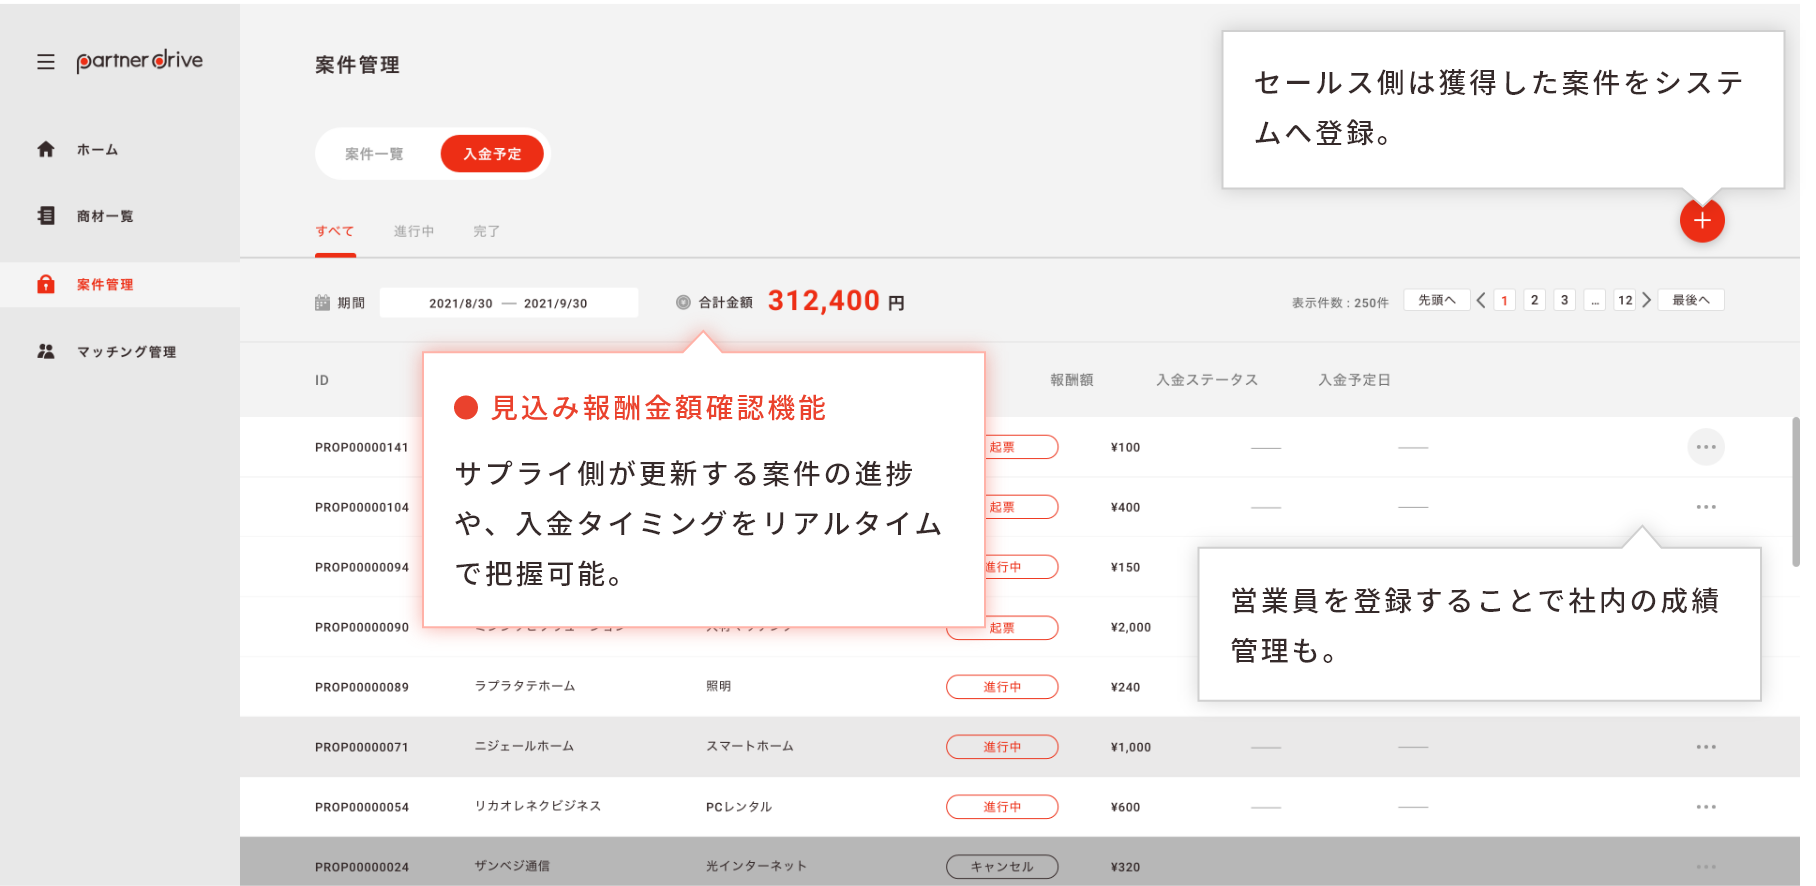 partner drive
ホーム
商材一覧
案件管理
マッチング管理
案件管理
案件一覧
入金予定
すべて
進行中
完了
セールス側は獲得した案件をシステ
ムへ登録。
+
期間
2021/8/30 — 2021/9/30
合計金額 312,400 円
表示件数 : 250件
先頭へ
1
2
3
...
12
最後へ
ID
報酬額
入金ステータス
入金予定日
● 見込み報酬金額確認機能
サプライ側が更新する案件の進捗
や、入金タイミングをリアルタイム
で把握可能。
PROP00000141
起票
¥100
PROP00000104
起票
¥400
PROP00000094
進行中
¥150
PROP00000090
起票
¥2,000
営業員を登録することで社内の成績
管理も。
PROP00000089
ラプラタテホーム
照明
進行中
¥240
PROP00000071
ニジェールホーム
スマートホーム
進行中
¥1,000
PROP00000054
リカオレネクビジネス
PCレンタル
進行中
¥600
PROP00000024
ザンベジ通信
光インターネット
キャンセル
¥320